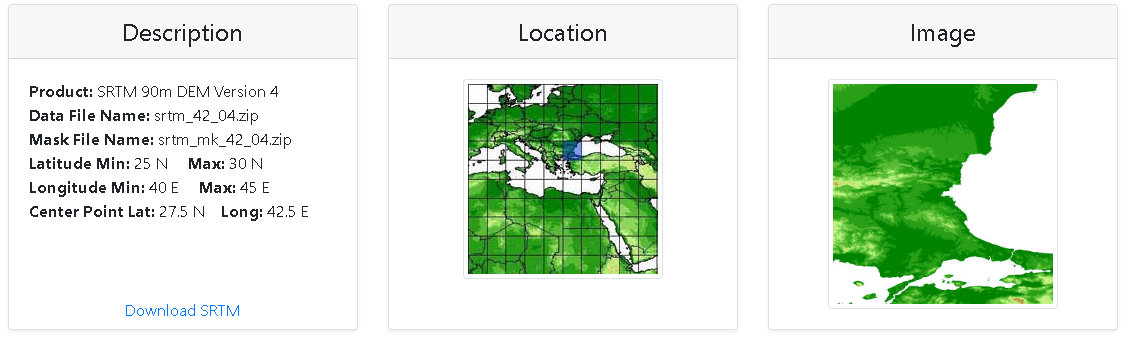 Description
Product: SRTM 90m DEM Version 4
Data File Name: srtm_42_04.zip
Mask File Name: srtm_mk_42_04.zip
Latitude Min: 25 N Max: 30 N
Longitude Min: 40 E Max: 45 E
Center Point Lat: 27.5 N Long: 42.5 E
Download SRTM
Location
Image